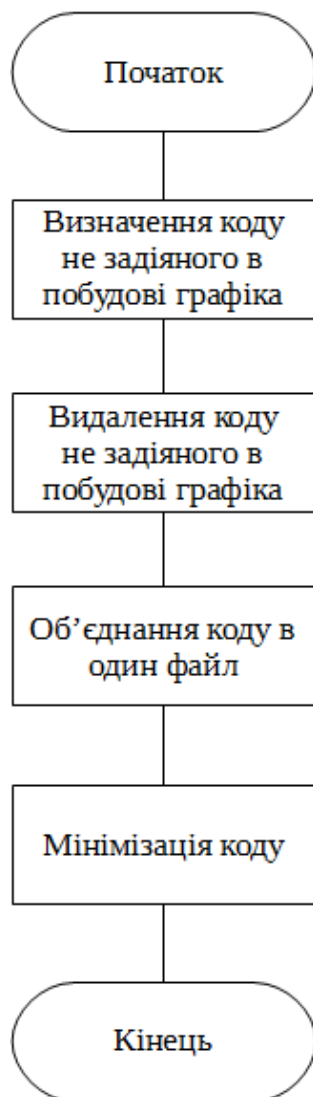 Початок
Визначення коду
не задіяного в
побудові графіка
Видалення коду
не задіяного в
побудові графіка
Об’єднання коду в
один файл
Мінімізація коду
Кінець